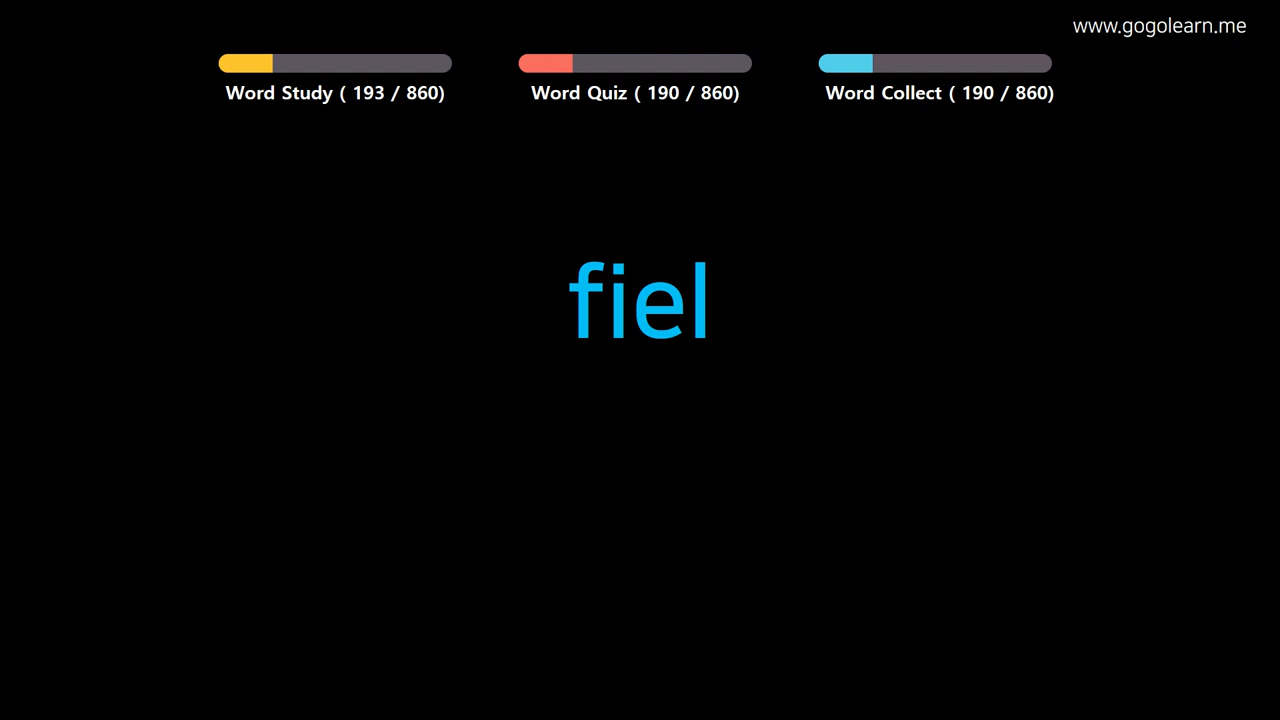 www.gogolearn.me
Word Study ( 193 / 860)
Word Quiz ( 190 / 860)
Word Collect ( 190 / 860)
fiel